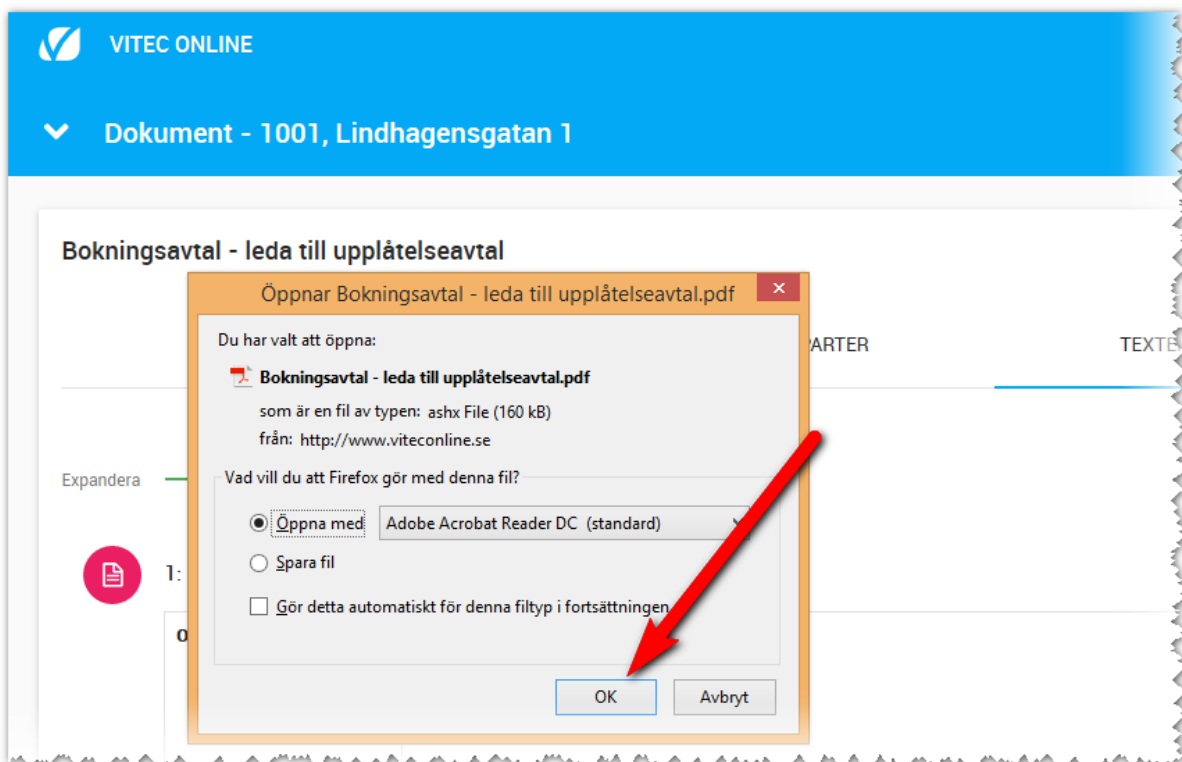 VITEC ONLINE
Dokument - 1001, Lindhagensgatan 1
Bokningsavtal - leda till upplåtelseavtal
Öppnar Bokningsavtal - leda till upplåtelseavtal.pdf
Du har valt att öppna:
Bokningsavtal - leda till upplåtelseavtal.pdf
som är en fil av typen: ashx File (160 kB)
från: http://www.viteconline.se
Vad vill du att Firefox gör med denna fil?
Öppna med Adobe Acrobat Reader DC (standard)
Spara fil
Gör detta automatiskt för denna filtyp i fortsättningen
OK Avbryt
ARTER TEXTE
Expandera
1: